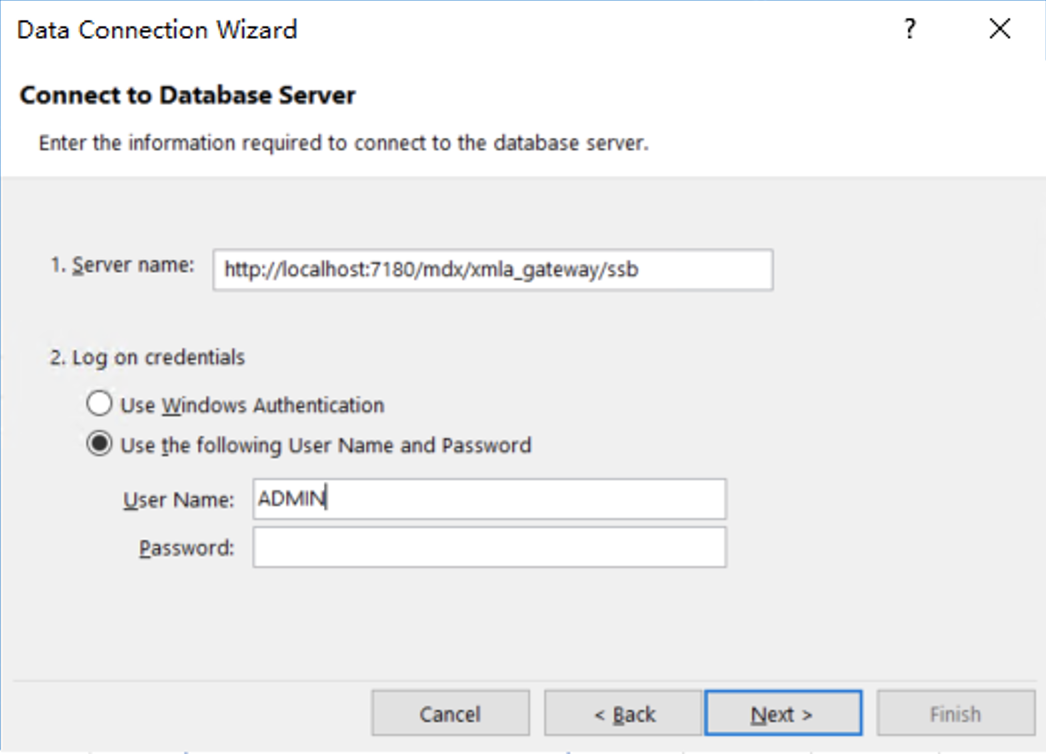 Data Connection Wizard ?
Connect to Database Server
Enter the information required to connect to the database server.
1. Server name: http://localhost:7180/mdx/xmla_gateway/ssb
2. Log on credentials
Use Windows Authentication
Use the following User Name and Password
User Name: ADMIN
Password:
Cancel < Back Next > Finish